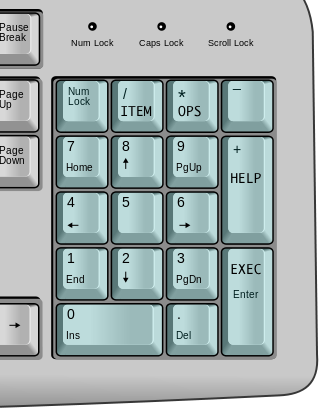 Pause
Break
Num Lock
Caps Lock
Scroll Lock
Page
Up
Num
Lock
/
ITEM
*
OPS
−
Page
Down
7
Home
8
↑
9
PgUp
+
HELP
4
←
5
6
→
1
End
2
↓
3
PgDn
EXEC
Enter
→
0
Ins
.
Del